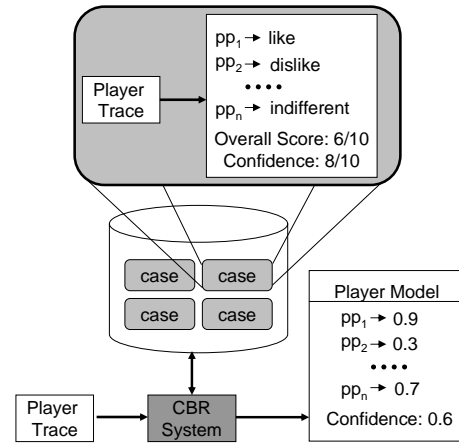 Player
Trace
pp1 → like
pp2 → dislike
••••
ppn → indifferent
Overall Score: 6/10
Confidence: 8/10
case
case
case
case
Player Model
pp1 → 0.9
pp2 → 0.3
••••
ppn → 0.7
Confidence: 0.6
Player
Trace
CBR
System